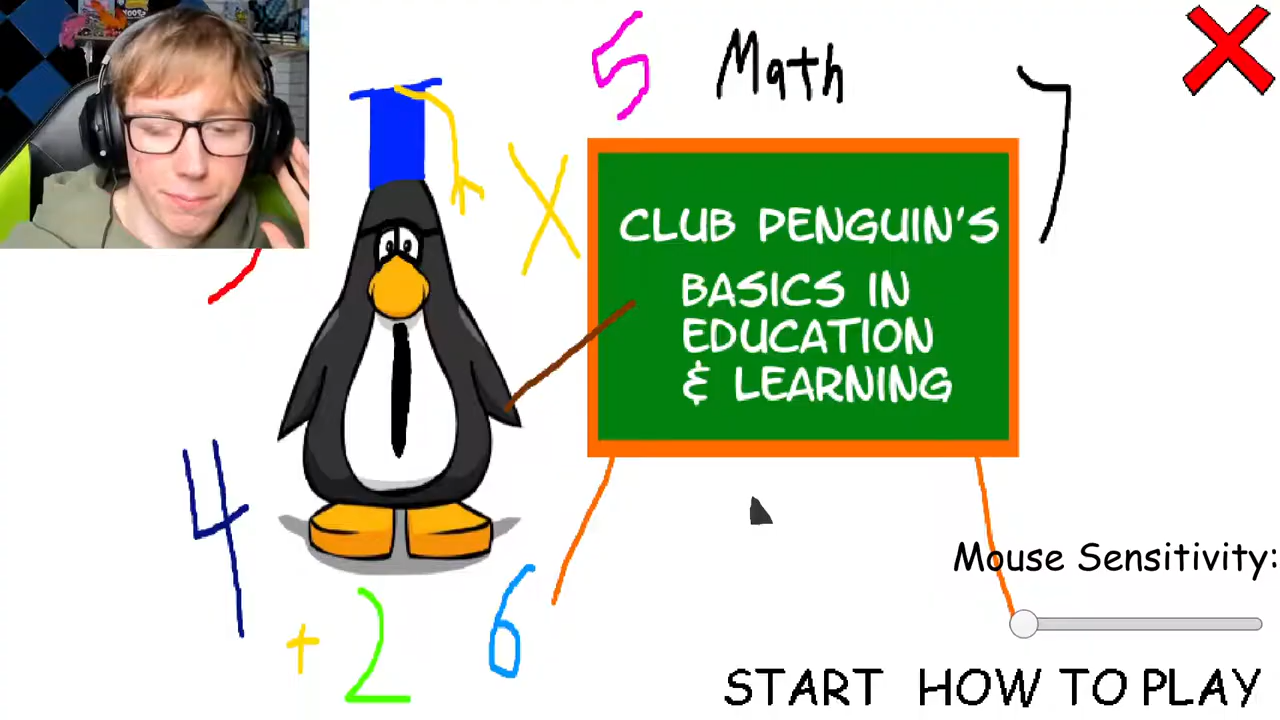 5
Math
7
X
CLUB PENGUIN'S
BASICS IN
EDUCATION
& LEARNING
4
+ 2
6
Mouse Sensitivity:
START HOW TO PLAY